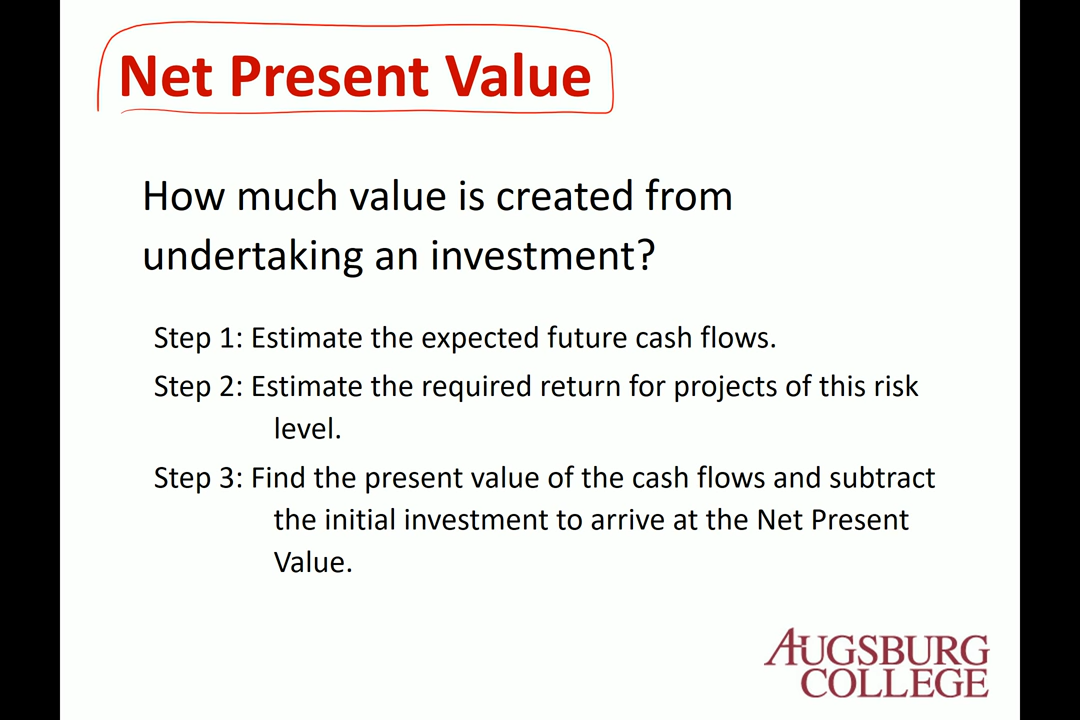 Net Present Value
How much value is created from
undertaking an investment?
Step 1: Estimate the expected future cash flows.
Step 2: Estimate the required return for projects of this risk
level.
Step 3: Find the present value of the cash flows and subtract
the initial investment to arrive at the Net Present
Value.
AUGSBURG
COLLEGE